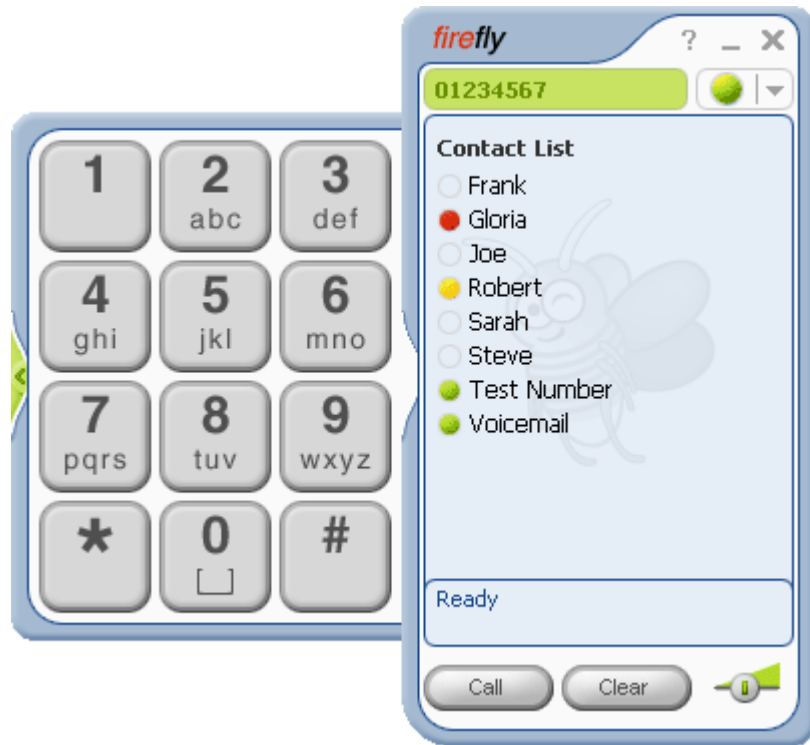 firefly
?
01234567
1
2
abc
3
def
4
ghi
5
jkl
6
mno
7
pqrs
8
tuv
9
wxyz
*
0
#
Contact List
Frank
Gloria
Joe
Robert
Sarah
Steve
Test Number
Voicemail
Ready
Call Clear